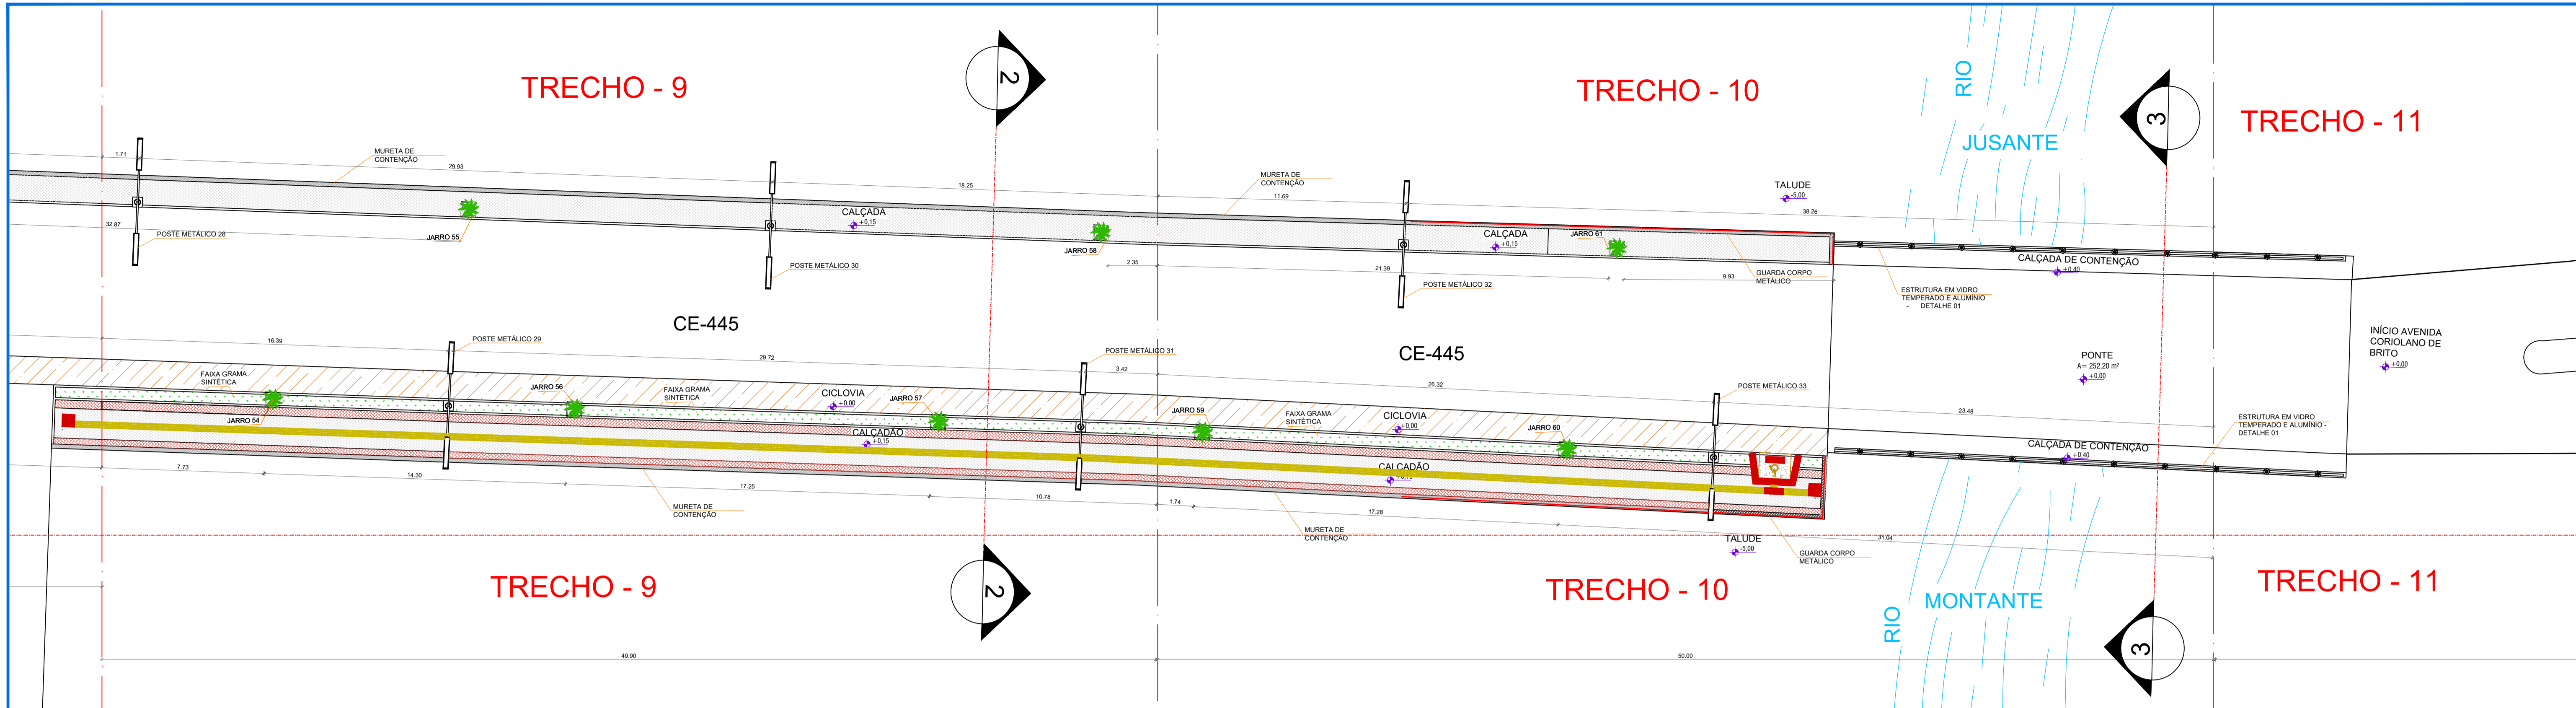 TRECHO - 9
2
TRECHO - 10
RIO
JUSANTE
3
TRECHO - 11
1.71
MURETA DE
CONTENÇÃO
29.93
18.25
MURETA DE
CONTENÇÃO
11.69
TALUDE
-5,00
38.26
32.87
POSTE METÁLICO 28
JARRO 55
CALÇADA
+0,15
POSTE METÁLICO 30
JARRO 58
2.35
21.39
CALÇADA
+0,15
JARRO 61
POSTE METÁLICO 32
GUARDA CORPO
METÁLICO
9.93
CALÇADA DE CONTENÇÃO
+0,40
ESTRUTURA EM VIDRO
TEMPERADO E ALUMÍNIO
- DETALHE 01
CE-445
CE-445
INÍCIO AVENIDA
CORIOLANO DE
BRITO
+0,00
PONTE
A= 252,20 m²
+0,00
16.39
POSTE METÁLICO 29
29.72
POSTE METÁLICO 31
3.42
26.32
POSTE METÁLICO 33
23.48
FAIXA GRAMA
SINTÉTICA
JARRO 54
JARRO 56
FAIXA GRAMA
SINTÉTICA
CICLOVIA
+0,00
JARRO 57
JARRO 59
FAIXA GRAMA
SINTÉTICA
CICLOVIA
+0,00
JARRO 60
CALÇADÃO
+0,15
CALÇADÃO
ESTRUTURA EM VIDRO
TEMPERADO E ALUMÍNIO -
DETALHE 01
CALÇADA DE CONTENÇÃO
+0,40
7.73
14.30
17.25
10.78
1.74
17.28
31.04
MURETA DE
CONTENÇÃO
MURETA DE
CONTENÇÃO
TALUDE
-5,00
GUARDA CORPO
METÁLICO
TRECHO - 9
2
TRECHO - 10
RIO
MONTANTE
3
TRECHO - 11
49.90
50.00